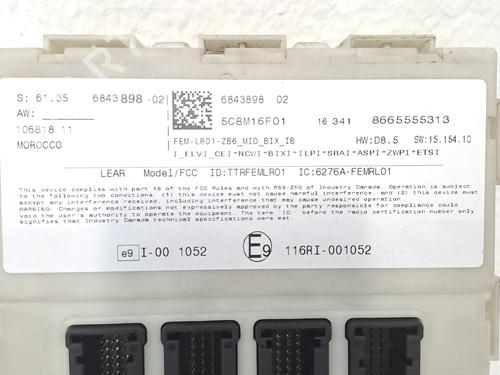 S: 61.35 6843898-02
AW:
105818 11
MOROCCO
6843898 02
5C8M16F01 16 341 8665555313
FEM-LR01-ZB6_MID_BIX_IB HW:D8.5 SW:15.154.10
I_ELVI_CEI*NCWI*BIXI*ILPI*SRAI*ASPI*ZWPI*ETSI
LEAR Model/FCC ID:TTRFEMLR01 IC:6276A-FEMRL01
This device complies with part 16 of the FCC Rules and with RSS-210 of Industry Canada. Operation is subject to the following two conditions: (1) this device must not cause harmful interference, and (2) this device must accept any interference received, including interference that may cause undesired operation.
WARNING: Changes or modifications not expressively approved by the party responsible for compliance could void the user's authority to operate the equipment. The term 'ID: before the radio certification number only signifies that Industry Canada technical specifications were met.
e9 I-00 1052 E9 116RI-001052